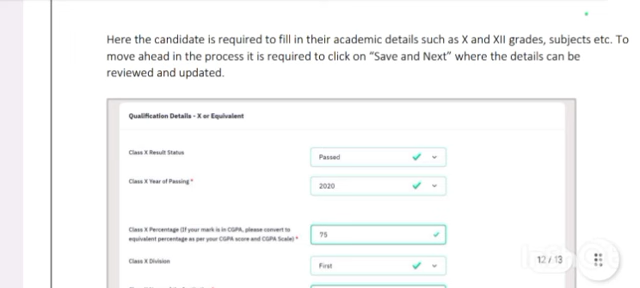 Here the candidate is required to fill in their academic details such as X and XII grades, subjects etc. To
move ahead in the process it is required to click on "Save and Next" where the details can be
reviewed and updated.
Qualification Details - X or Equivalent
Class X Result Status
Passed
Class X Year of Passing *
2020
Class X Percentage (If your mark is in CGPA, please convert to
equivalent percentage as per your CGPA score and CGPA Scale) *
75
Class X Division
First
12 / 13